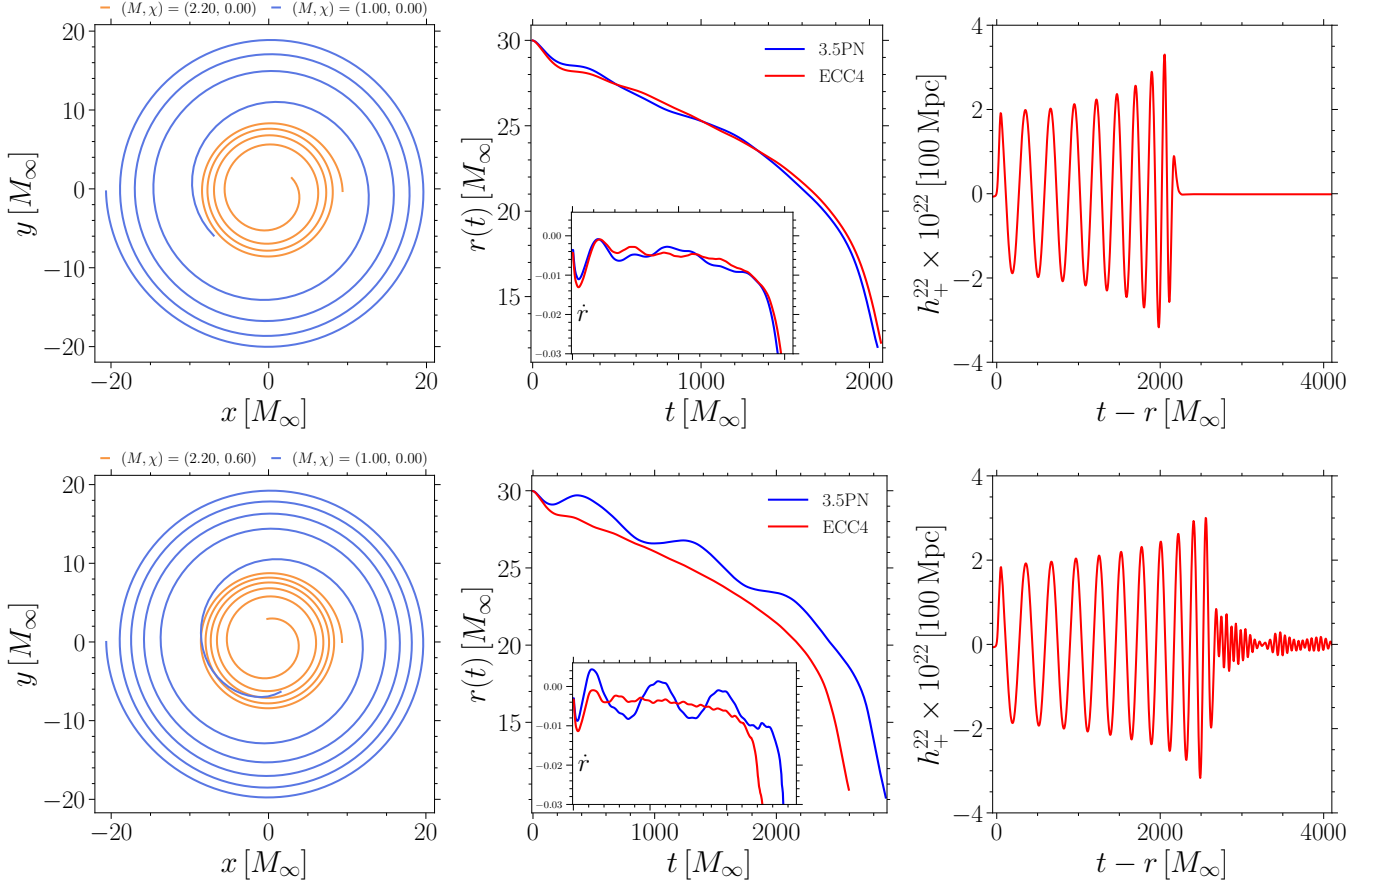 (M, χ) = (2.20, 0.00) (M, χ) = (1.00, 0.00)
20
10
0
−10
−20
y [M∞]
−20 0 20
x [M∞]
30
25
20
15
r(t) [M∞]
3.5PN
ECC4
0.00
−0.01
−0.02
−0.03
ṙ
0 1000 2000
t [M∞]
4
2
0
−2
−4
h₊²² × 10²² [100 Mpc]
0 2000 4000
t − r [M∞]
(M, χ) = (2.20, 0.60) (M, χ) = (1.00, 0.00)
20
10
0
−10
−20
y [M∞]
−20 0 20
x [M∞]
30
25
20
15
r(t) [M∞]
3.5PN
ECC4
0.00
−0.01
−0.02
−0.03
ṙ
0 1000 2000
t [M∞]
4
2
0
−2
−4
h₊²² × 10²² [100 Mpc]
0 2000 4000
t − r [M∞]